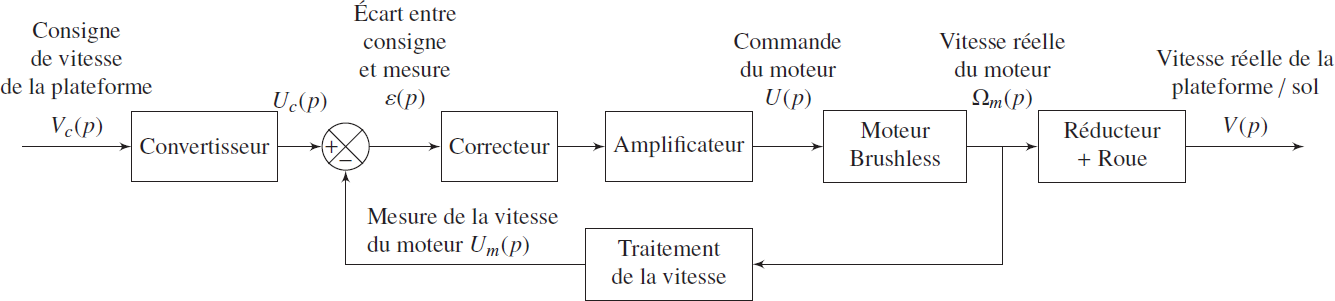 Consigne
de vitesse
de la plateforme
V_c(p)
Convertisseur
U_c(p)
+
−
Écart entre
consigne
et mesure
ε(p)
Correcteur
Amplificateur
Commande
du moteur
U(p)
Moteur
Brushless
Vitesse réelle
du moteur
Ω_m(p)
Réducteur
+ Roue
Vitesse réelle de la
plateforme / sol
V(p)
Mesure de la vitesse
du moteur U_m(p)
Traitement
de la vitesse